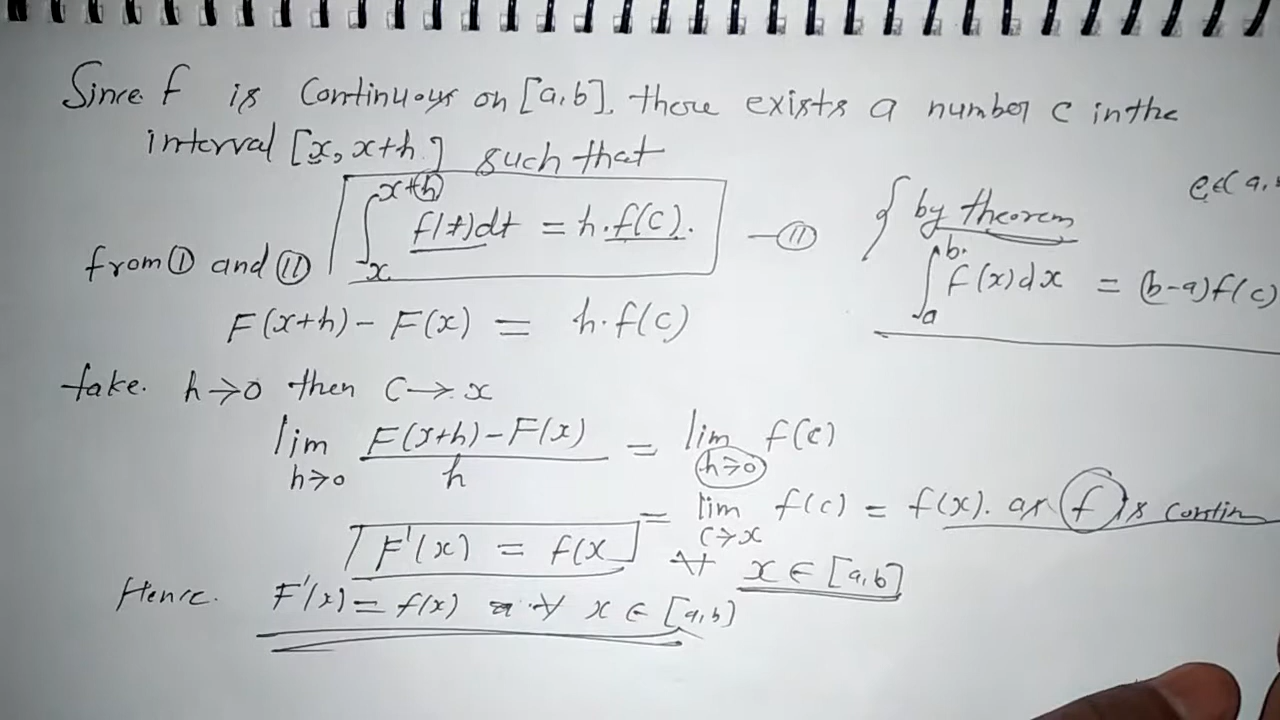 Since f is Continuous on [a,b]. there exists a number c in the
interval [x, x+h] such that
∫_x^{x+h} f(t)dt = h·f(c). —(II)
from (I) and (II)
{ by theorem
c∈(a,
∫_a^b f(x)dx = (b-a)f(c)
F(x+h) - F(x) = h·f(c)
take. h→0 then C→x
lim_{h→0} (F(x+h)-F(x))/h = lim_{h→0} f(c)
= lim_{c→x} f(c) = f(x). as f is contin
F'(x) = f(x ∀ x ∈ [a,b]
Hence. F'(x) = f(x) ∀ x ∈ [a,b)